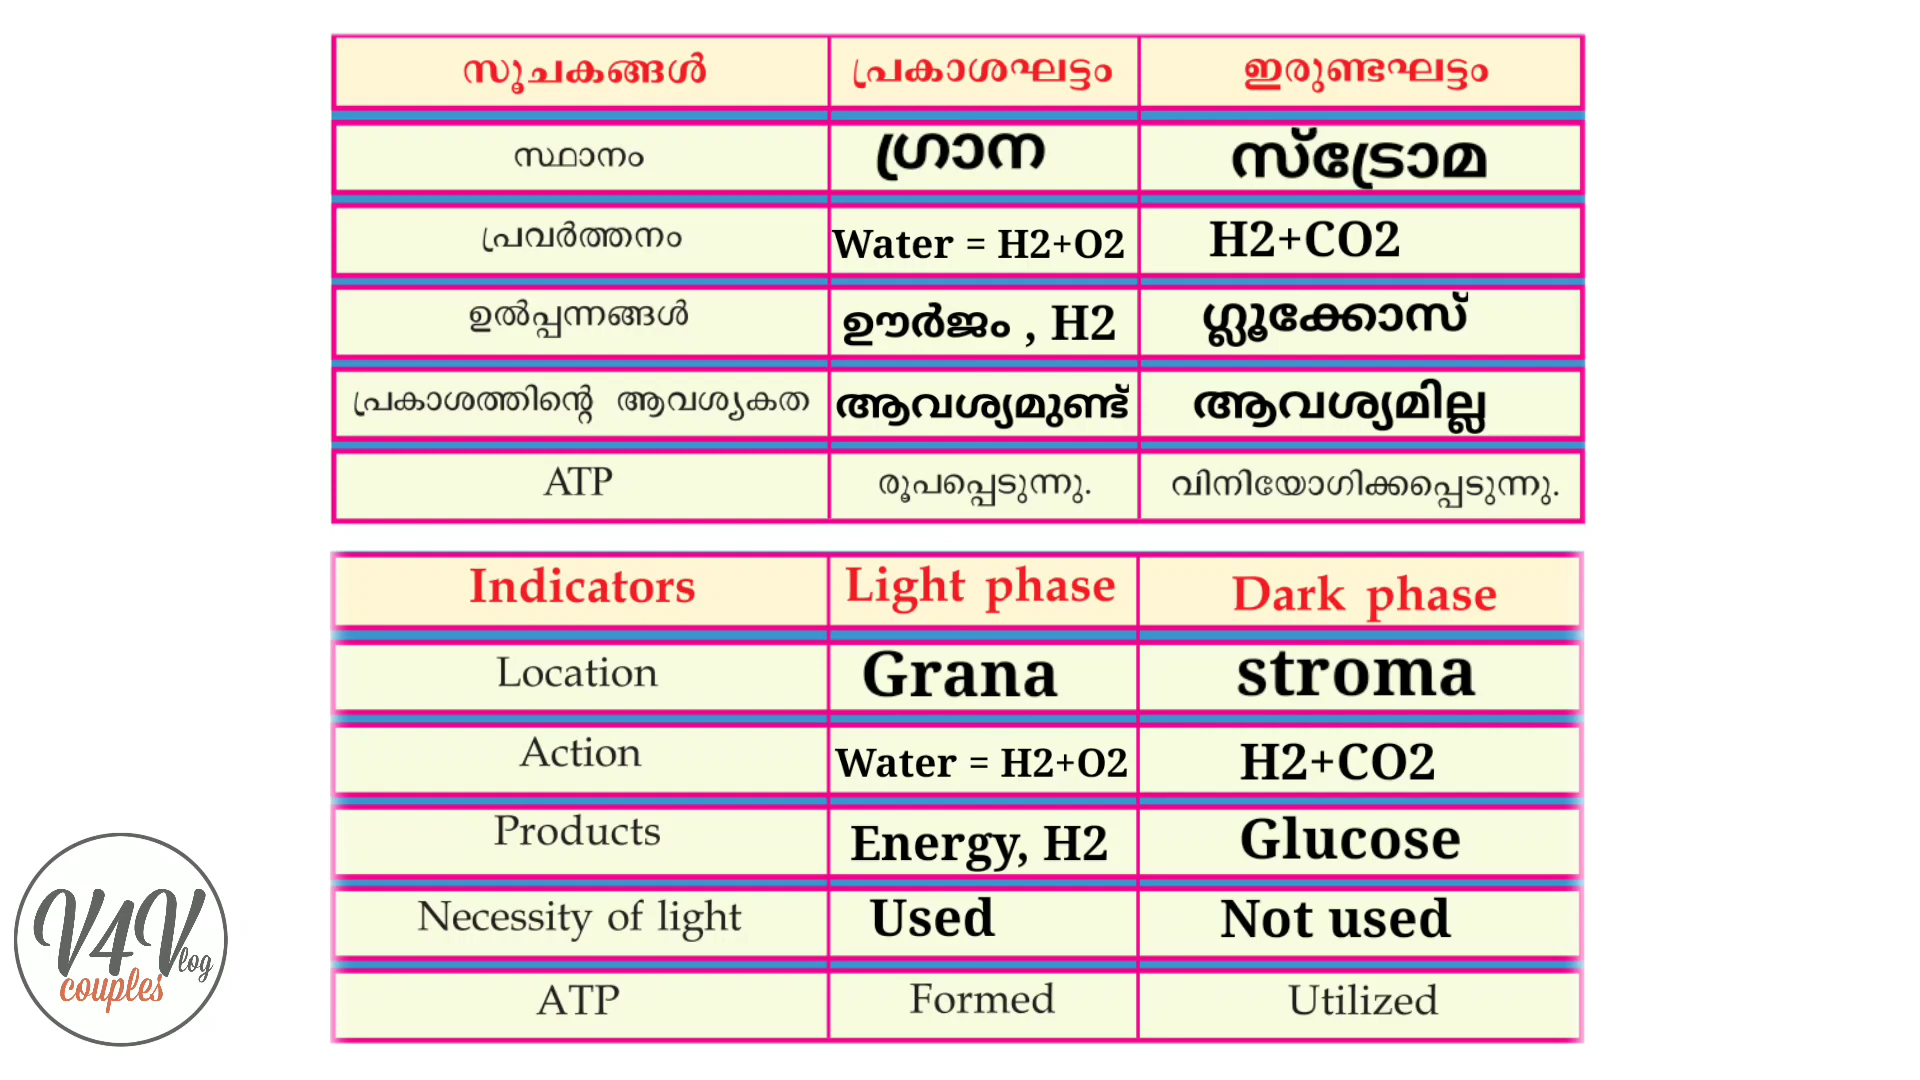 സൂചകങ്ങൾ പ്രകാശഘട്ടം ഇരുണ്ടഘട്ടം
സ്ഥാനം ഗ്രാന സ്ട്രോമ
പ്രവർത്തനം Water = H2+O2 H2+CO2
ഉൽപ്പന്നങ്ങൾ ഊർജം , H2 ഗ്ലൂക്കോസ്
പ്രകാശത്തിന്റെ ആവശ്യകത ആവശ്യമുണ്ട് ആവശ്യമില്ല
ATP രൂപപ്പെടുന്നു. വിനിയോഗിക്കപ്പെടുന്നു.
Indicators Light phase Dark phase
Location Grana stroma
Action Water = H2+O2 H2+CO2
Products Energy, H2 Glucose
Necessity of light Used Not used
ATP Formed Utilized
V4Vlog
couples